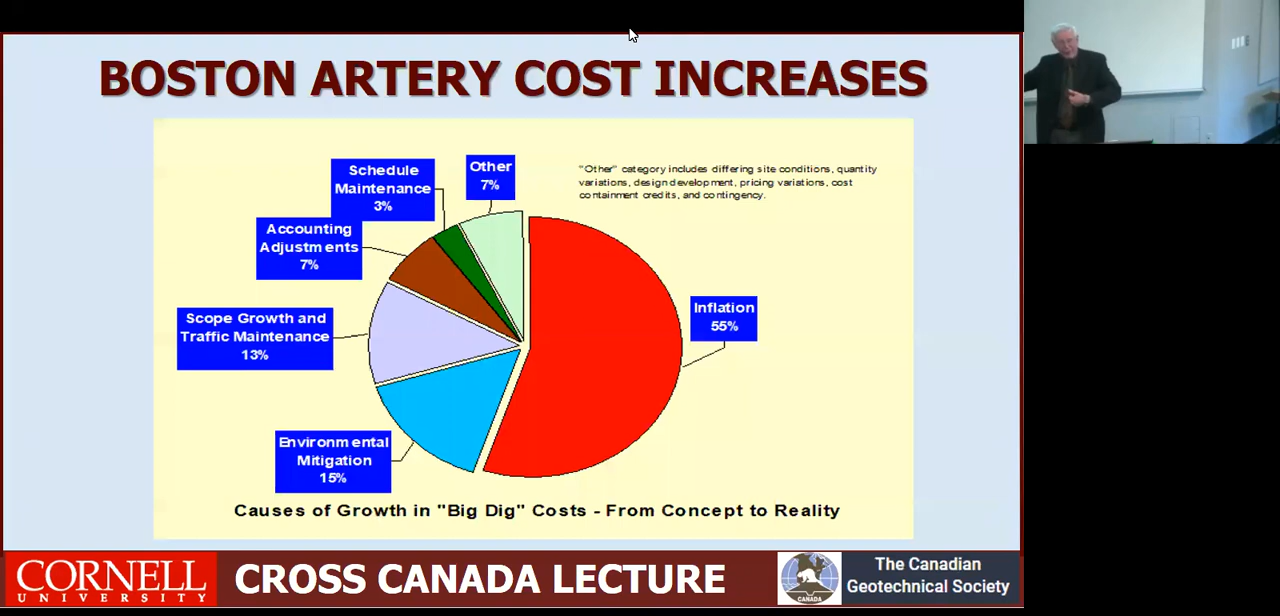 BOSTON ARTERY COST INCREASES
Schedule
Maintenance
3%
Other
7%
"Other" category includes differing site conditions, quantity
variations, design development, pricing variations, cost
containment credits, and contingency.
Accounting
Adjustments
7%
Inflation
55%
Scope Growth and
Traffic Maintenance
13%
Environmental
Mitigation
15%
Causes of Growth in "Big Dig" Costs - From Concept to Reality
CORNELL
UNIVERSITY
CROSS CANADA LECTURE
CANADA
The Canadian
Geotechnical Society